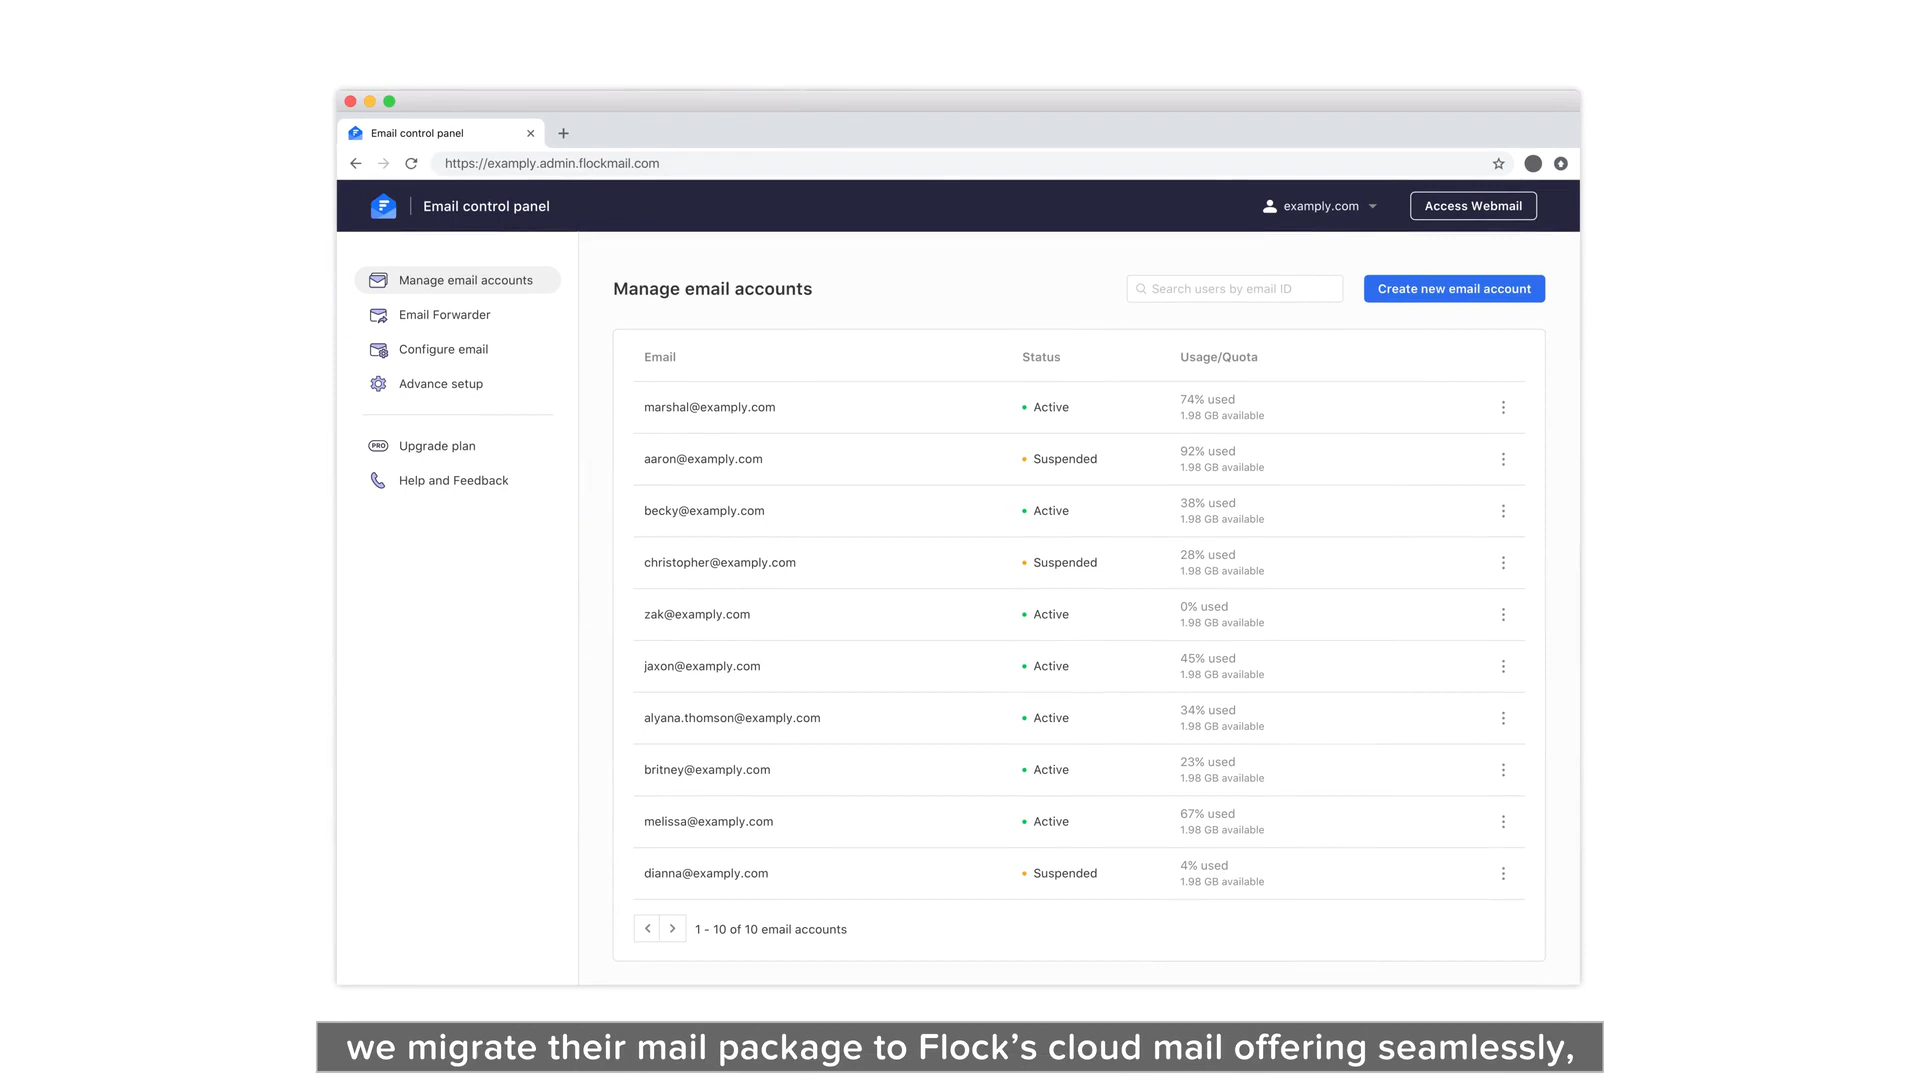 Email control panel
https://examply.admin.flockmail.com
Email control panel
examply.com
Access Webmail
Manage email accounts
Email Forwarder
Configure email
Advance setup
PRO Upgrade plan
Help and Feedback
Manage email accounts
Search users by email ID
Create new email account
Email Status Usage/Quota
marshal@examply.com Active 74% used
1.98 GB available
aaron@examply.com Suspended 92% used
1.98 GB available
becky@examply.com Active 38% used
1.98 GB available
christopher@examply.com Suspended 28% used
1.98 GB available
zak@examply.com Active 0% used
1.98 GB available
jaxon@examply.com Active 45% used
1.98 GB available
alyana.thomson@examply.com Active 34% used
1.98 GB available
britney@examply.com Active 23% used
1.98 GB available
melissa@examply.com Active 67% used
1.98 GB available
dianna@examply.com Suspended 4% used
1.98 GB available
1 - 10 of 10 email accounts
we migrate their mail package to Flock’s cloud mail offering seamlessly,